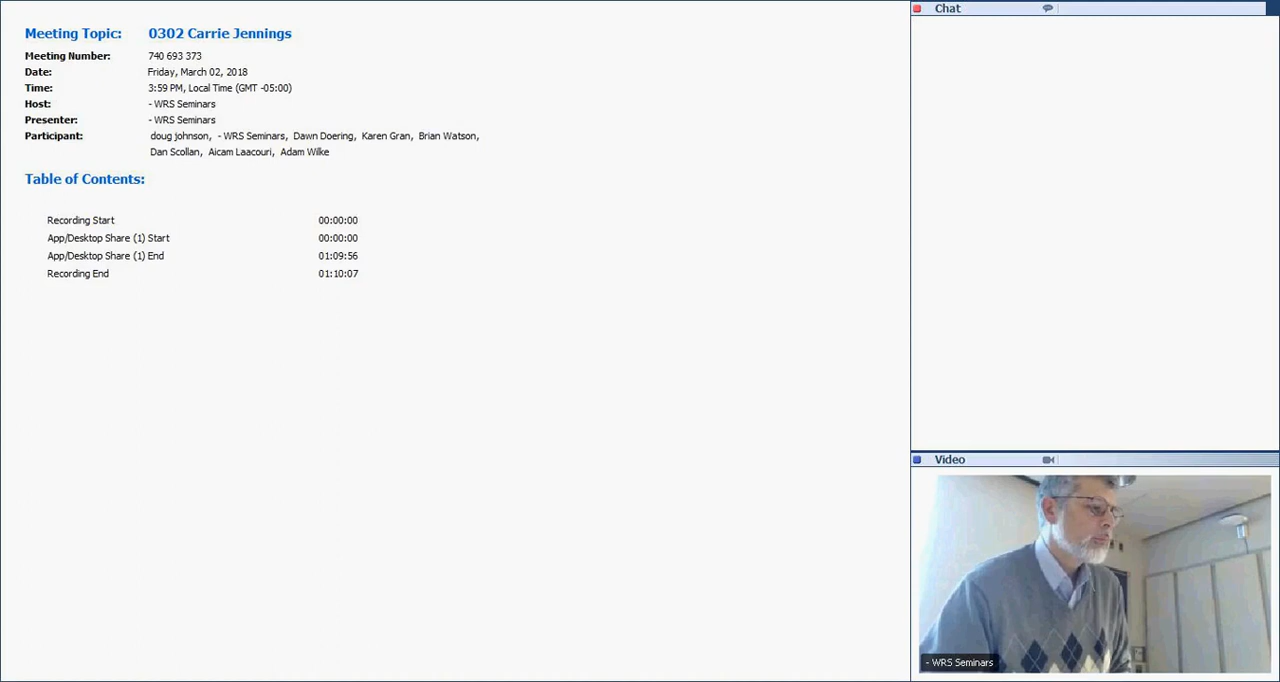 Meeting Topic: 0302 Carrie Jennings
Meeting Number: 740 693 373
Date: Friday, March 02, 2018
Time: 3:59 PM, Local Time (GMT -05:00)
Host: - WRS Seminars
Presenter: - WRS Seminars
Participant: doug johnson, - WRS Seminars, Dawn Doering, Karen Gran, Brian Watson,
Dan Scollan, Aicam Laacouri, Adam Wilke
Table of Contents:
Recording Start 00:00:00
App/Desktop Share (1) Start 00:00:00
App/Desktop Share (1) End 01:09:56
Recording End 01:10:07
Chat
Video
- WRS Seminars